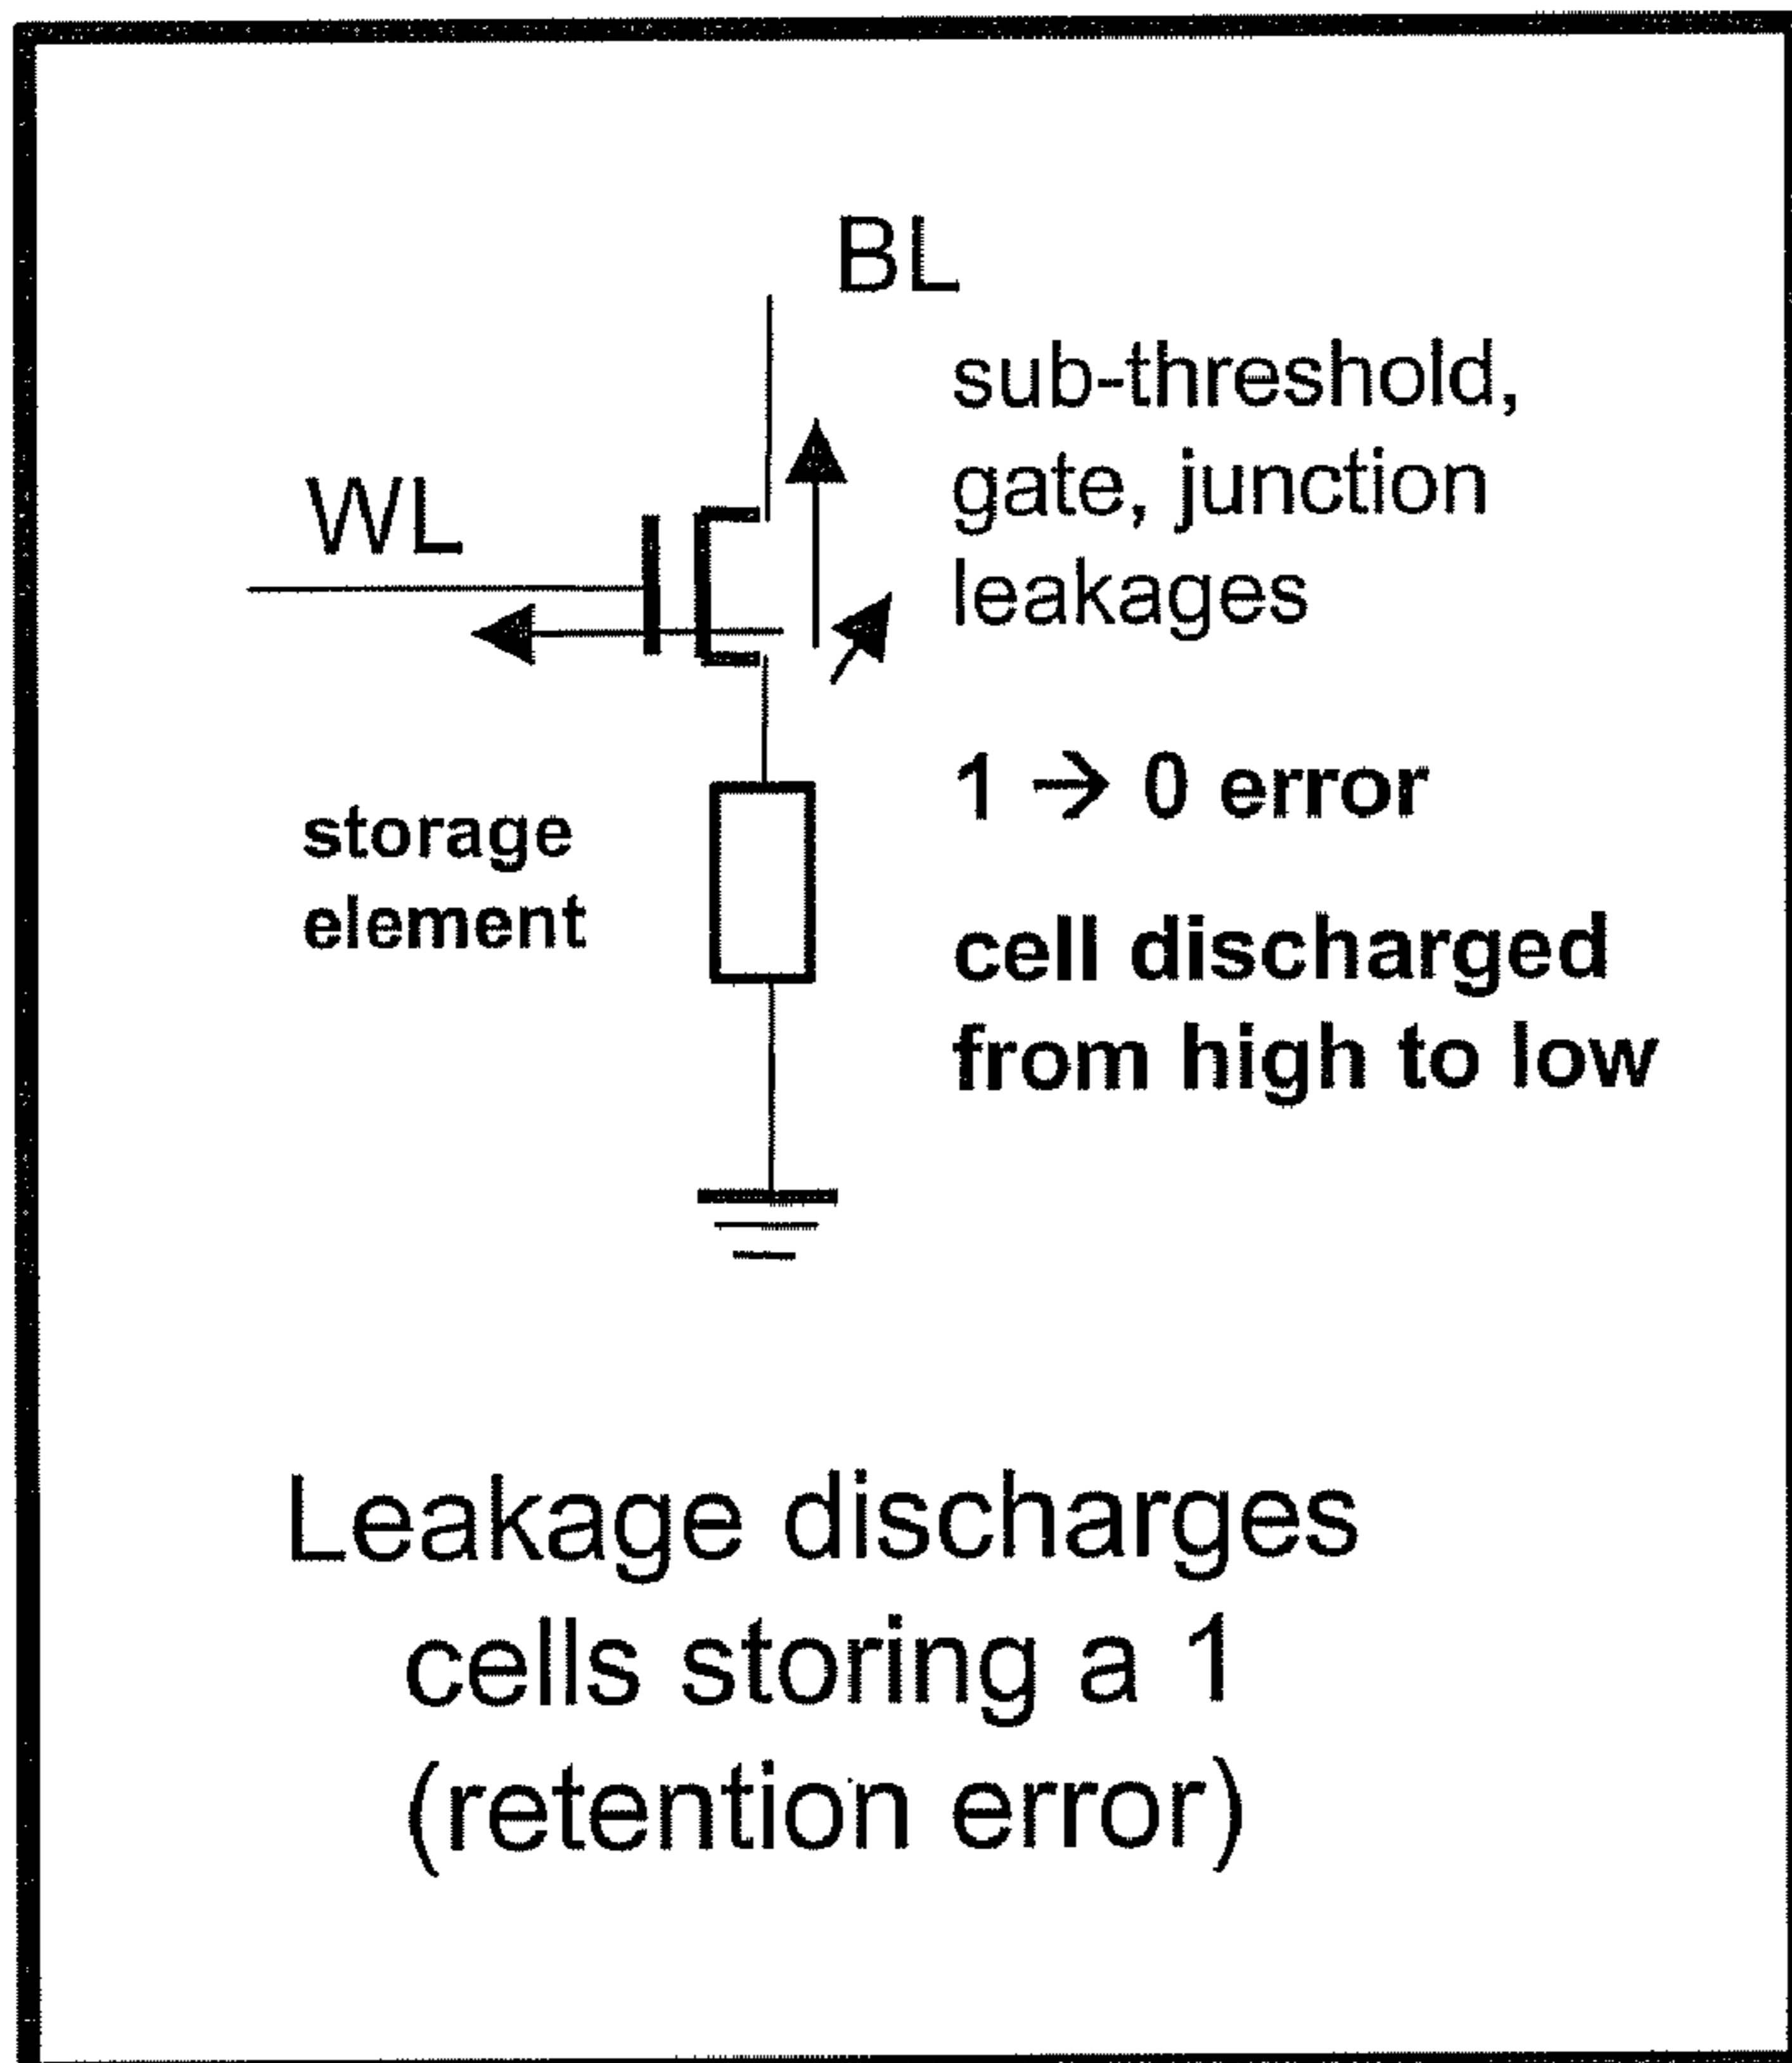 BL
sub-threshold,
gate, junction
leakages
WL
1 → 0 error
storage
element
cell discharged
from high to low
Leakage discharges
cells storing a 1
(retention error)